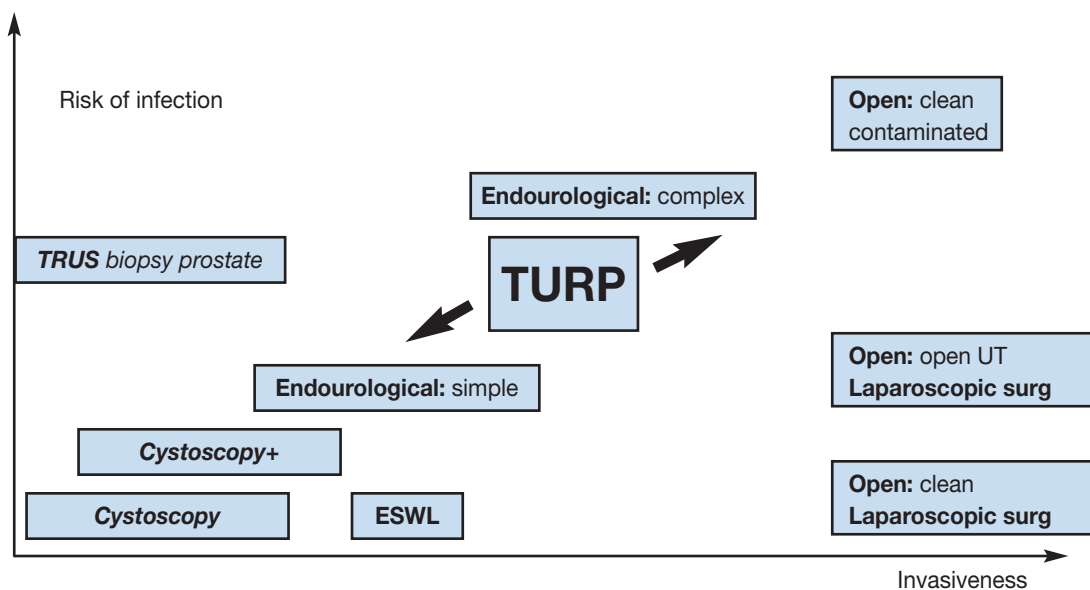 Risk of infection
Open: clean
contaminated
Endourological: complex
TRUS biopsy prostate
TURP
Open: open UT
Laparoscopic surg
Endourological: simple
Cystoscopy+
Open: clean
Laparoscopic surg
Cystoscopy
ESWL
Invasiveness